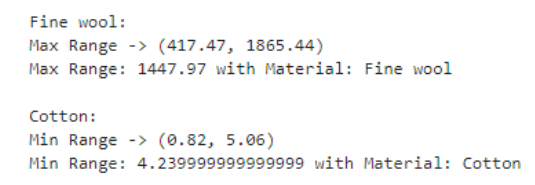 Fine wool:
Max Range -> (417.47, 1865.44)
Max Range: 1447.97 with Material: Fine wool
Cotton:
Min Range -> (0.82, 5.06)
Min Range: 4.239999999999999 with Material: Cotton